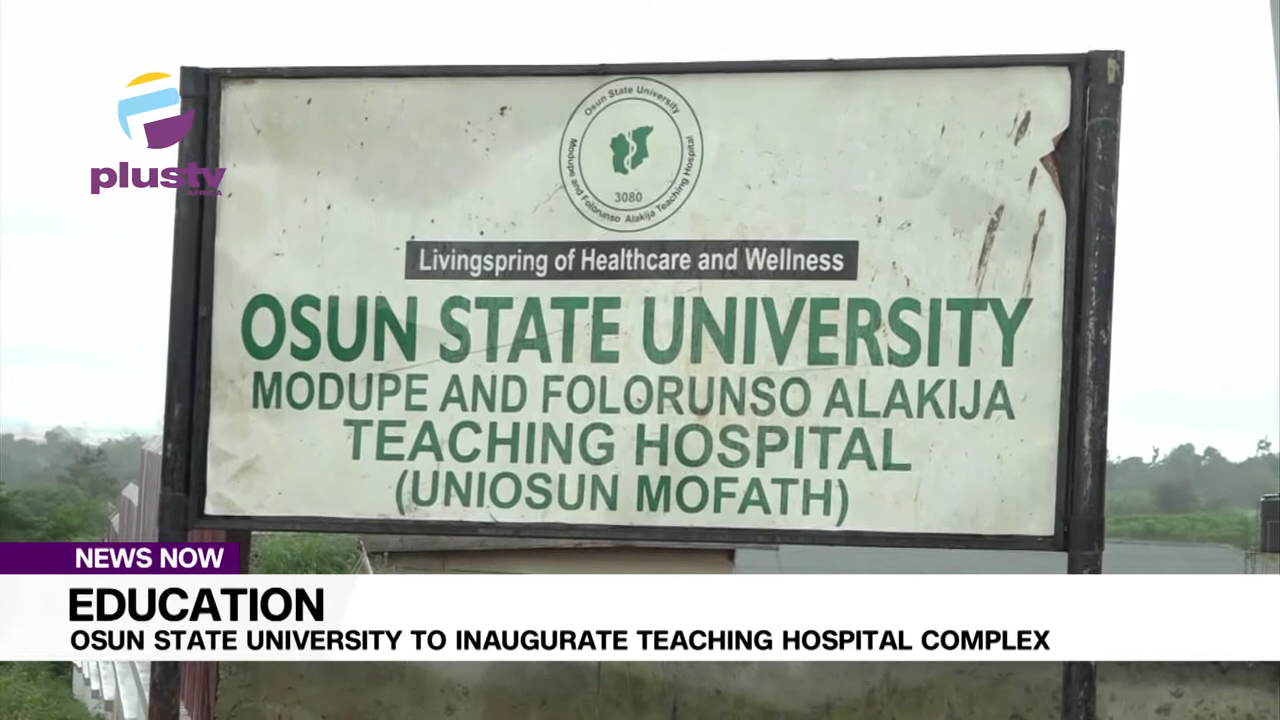 plustv
AFRICA
Osun State University
Modupe and Folorunso Alakija Teaching Hospital
3080
Livingspring of Healthcare and Wellness
OSUN STATE UNIVERSITY
MODUPE AND FOLORUNSO ALAKIJA
TEACHING HOSPITAL
(UNIOSUN MOFATH)
NEWS NOW
EDUCATION
OSUN STATE UNIVERSITY TO INAUGURATE TEACHING HOSPITAL COMPLEX